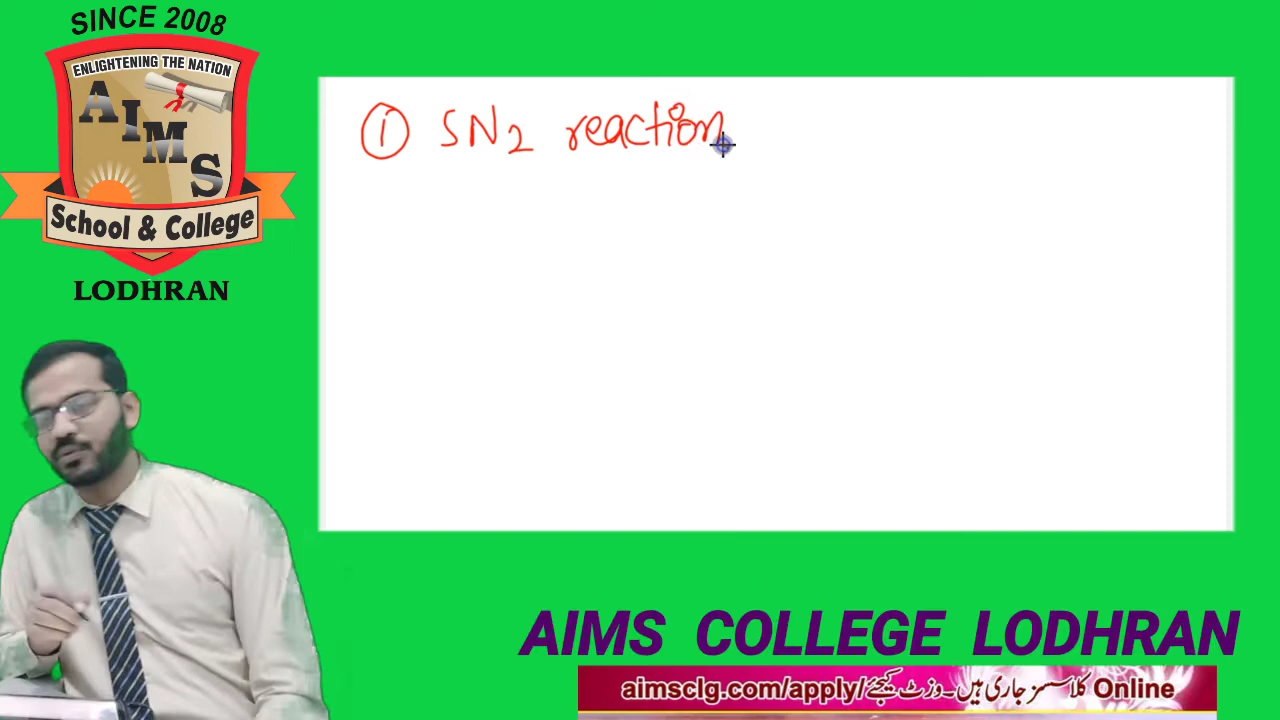 SINCE 2008
ENLIGHTENING THE NATION
AIMS
School & College
LODHRAN
① SN2 reaction
AIMS COLLEGE LODHRAN
Online کلاسسز جاری ہیں۔وزٹ کیجئے aimsclg.com/apply/